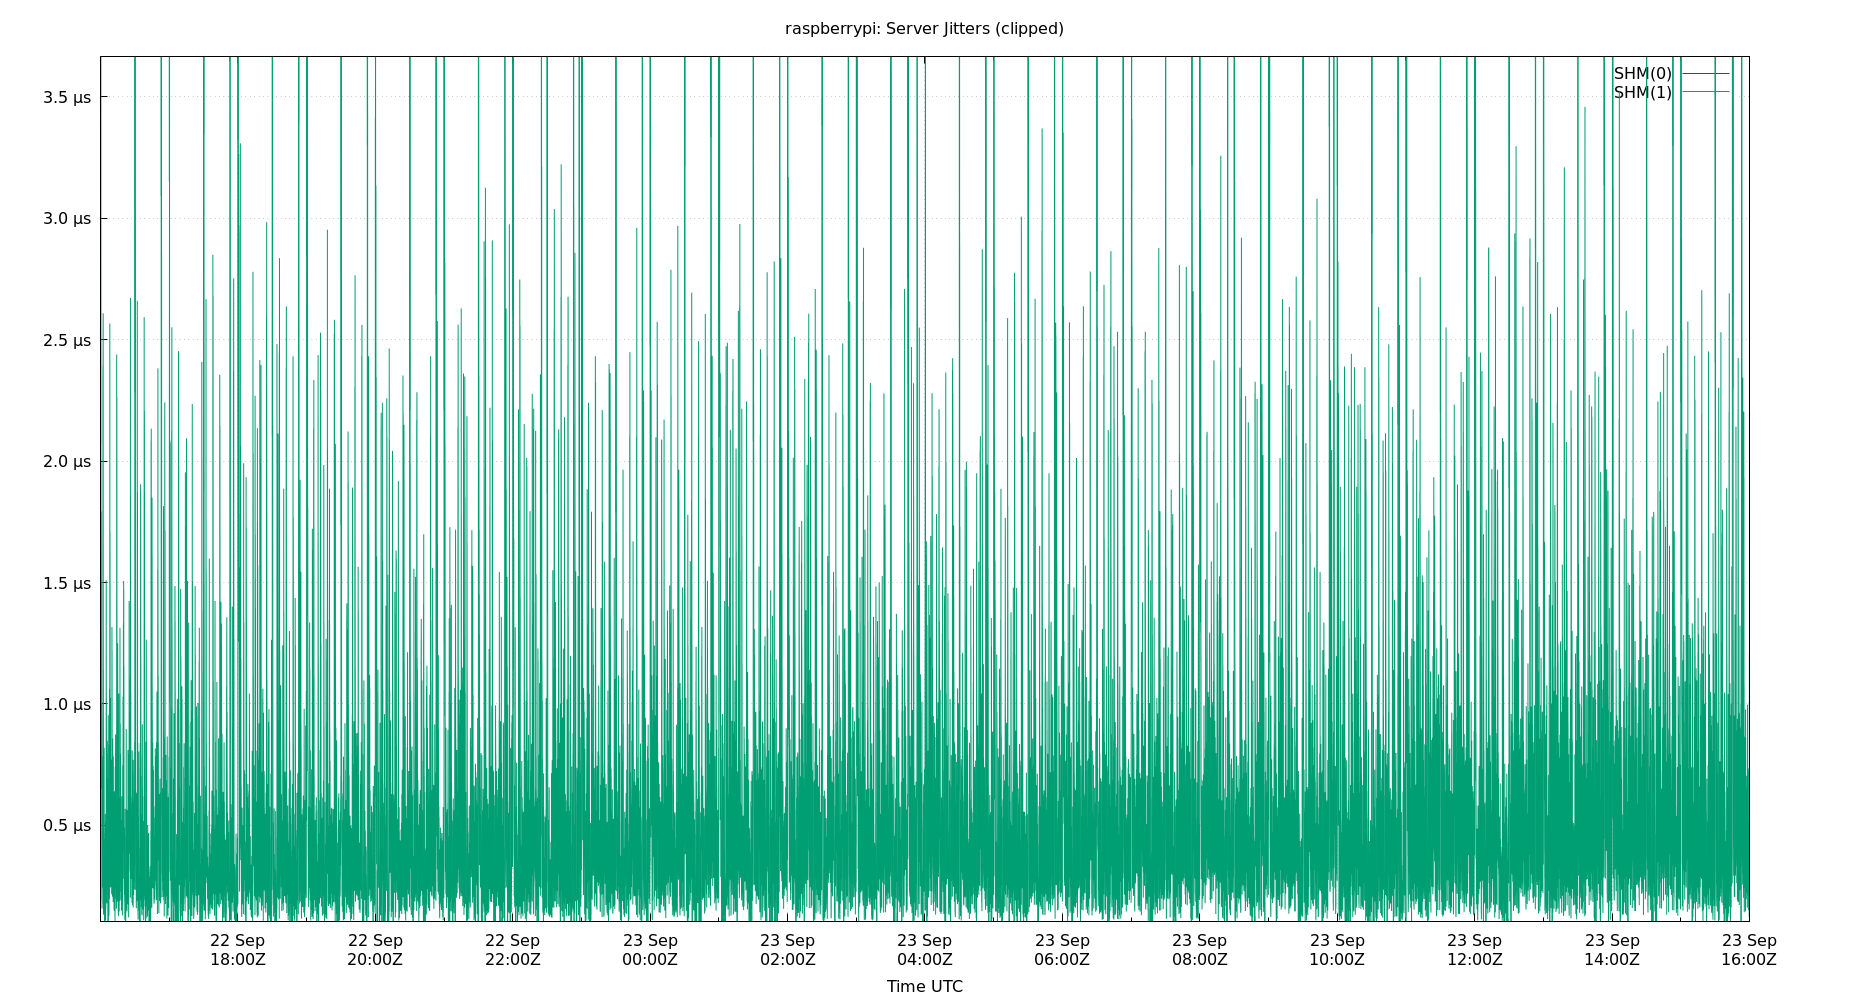 raspberrypi: Server Jitters (clipped)
SHM(0)
SHM(1)
3.5 μs
3.0 μs
2.5 μs
2.0 μs
1.5 μs
1.0 μs
0.5 μs
22 Sep 22 Sep 22 Sep 23 Sep 23 Sep 23 Sep 23 Sep 23 Sep 23 Sep 23 Sep 23 Sep 23 Sep
18:00Z 20:00Z 22:00Z 00:00Z 02:00Z 04:00Z 06:00Z 08:00Z 10:00Z 12:00Z 14:00Z 16:00Z
Time UTC